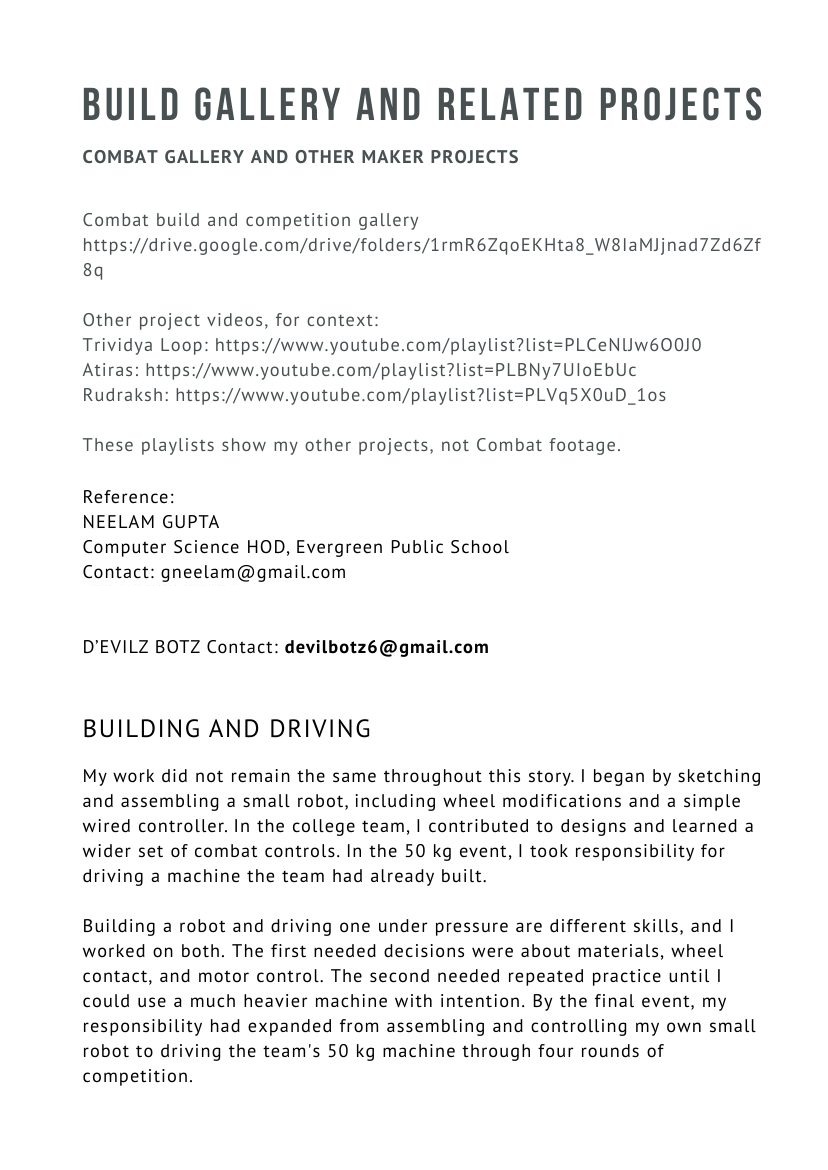 BUILD GALLERY AND RELATED PROJECTS
COMBAT GALLERY AND OTHER MAKER PROJECTS
Combat build and competition gallery
https://drive.google.com/drive/folders/1rmR6ZqoEKHta8_W8IaMJjnad7Zd6Zf
8q
Other project videos, for context:
Trividya Loop: https://www.youtube.com/playlist?list=PLCeNlJw6O0J0
Atiras: https://www.youtube.com/playlist?list=PLBNy7UIoEbUc
Rudraksh: https://www.youtube.com/playlist?list=PLVq5X0uD_1os
These playlists show my other projects, not Combat footage.
Reference:
NEELAM GUPTA
Computer Science HOD, Evergreen Public School
Contact: gneelam@gmail.com
D’EVILZ BOTZ Contact: devilbotz6@gmail.com
BUILDING AND DRIVING
My work did not remain the same throughout this story. I began by sketching
and assembling a small robot, including wheel modifications and a simple
wired controller. In the college team, I contributed to designs and learned a
wider set of combat controls. In the 50 kg event, I took responsibility for
driving a machine the team had already built.
Building a robot and driving one under pressure are different skills, and I
worked on both. The first needed decisions were about materials, wheel
contact, and motor control. The second needed repeated practice until I
could use a much heavier machine with intention. By the final event, my
responsibility had expanded from assembling and controlling my own small
robot to driving the team's 50 kg machine through four rounds of
competition.